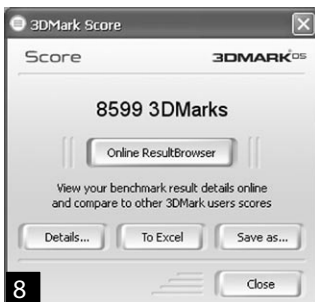 3DMark Score
Score
3DMARK05
8599 3DMarks
Online ResultBrowser
View your benchmark result details online
and compare to other 3DMark users scores
Details... To Excel Save as...
8
Close